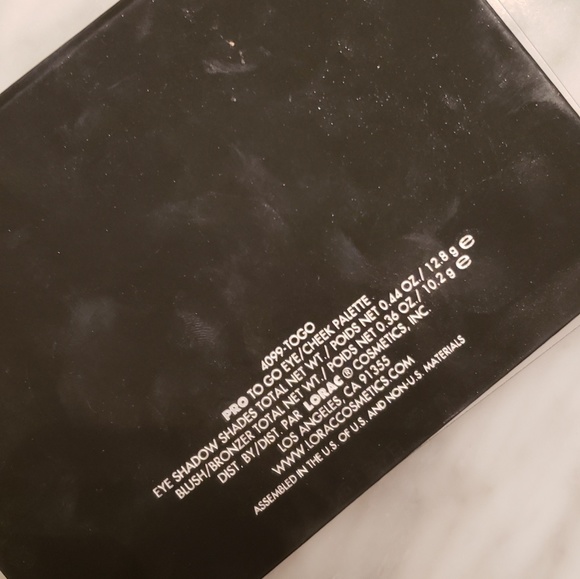 4099-TOGO
PRO TO GO EYE/CHEEK PALETTE
EYE SHADOW SHADES TOTAL NET WT / POIDS NET 0.44 OZ./ 12.8 g e
BLUSH/BRONZER TOTAL NET WT / POIDS NET 0.36 OZ./ 10.2 g e
DIST. BY/DIST. PAR LORAC® COSMETICS, INC.
LOS ANGELES, CA 91355
WWW.LORACCOSMETICS.COM
ASSEMBLED IN THE U.S. OF U.S. AND NON-U.S. MATERIALS